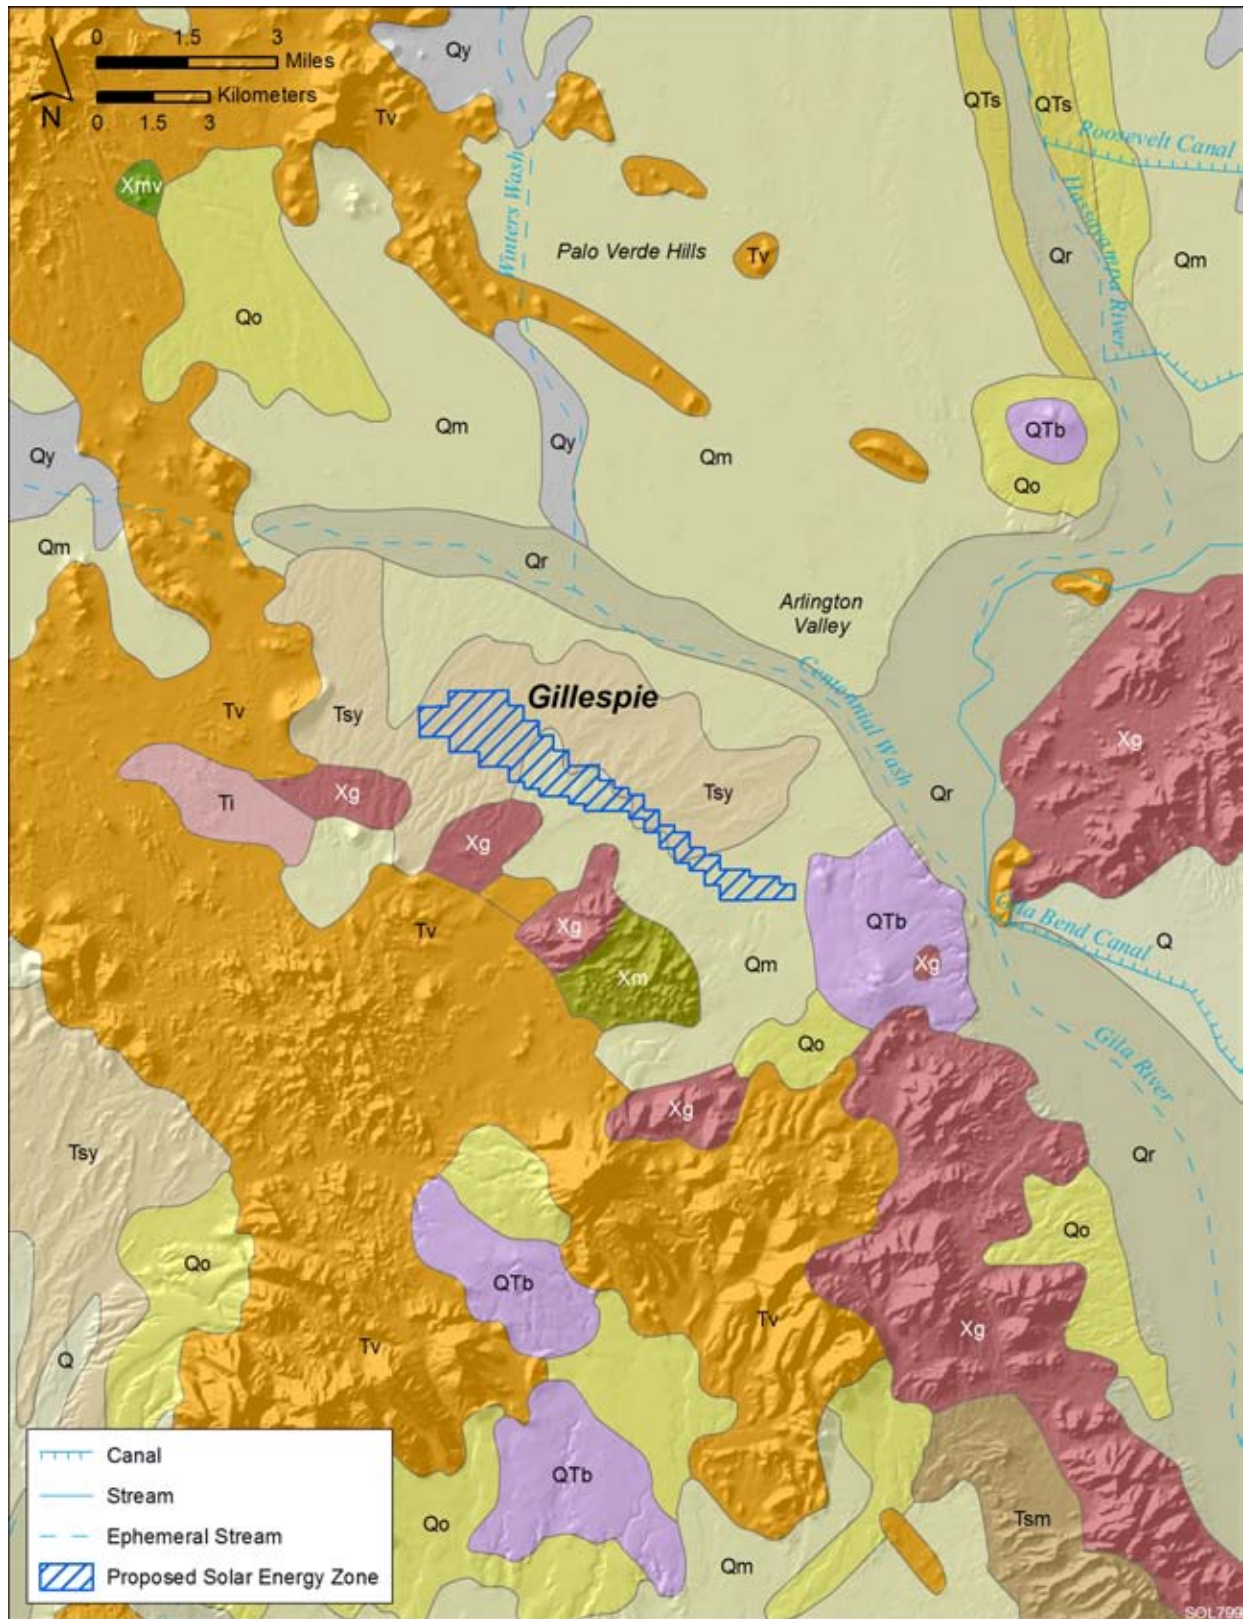 0 1.5 3
Miles
Kilometers
0 1.5 3
N
Qy
Tv
QTs
QTs
Roosevelt Canal
Xmv
Winters Wash
Hassayampa River
Palo Verde Hills
Tv
Qr
Qm
Qo
Qm
Qy
Qm
QTb
Qy
Qo
Qm
Qr
Arlington
Valley
Centennial Wash
Gillespie
Tv
Tsy
Xg
Ti
Xg
Tsy
Qr
Xg
Tv
Xg
QTb
Gila Bend Canal
Q
Xm
Qm
Xg
Qo
Gila River
Xg
Tsy
Qr
Qo
Qo
QTb
Tv
Tv
Xg
Q
Canal
Stream
Ephemeral Stream
Proposed Solar Energy Zone
QTb
Qo
Qm
Tsm
SOL799